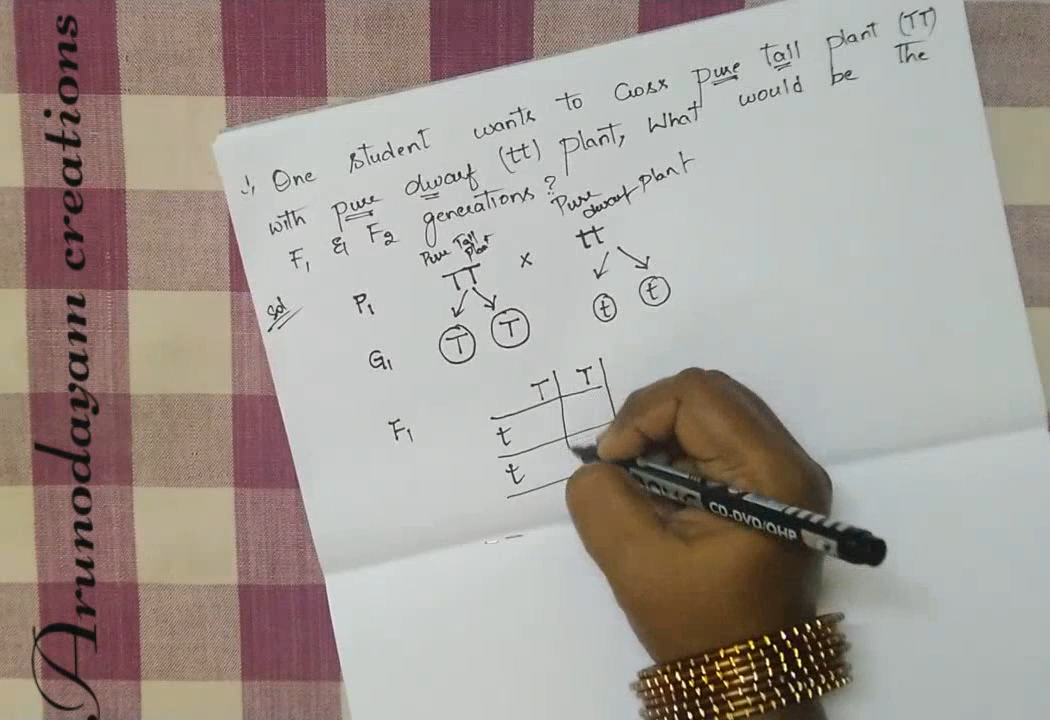 1, One student wants to cross pure tall plant (TT)
with pure dwarf (tt) plant, What would be the
F1 & F2 generations?
Pure Tall Plant
Pure dwarf plant
Sol P1 TT x tt
G1 T T t t
T T
F1 t
t
CD-DVD/OHP
Arunodayam creations